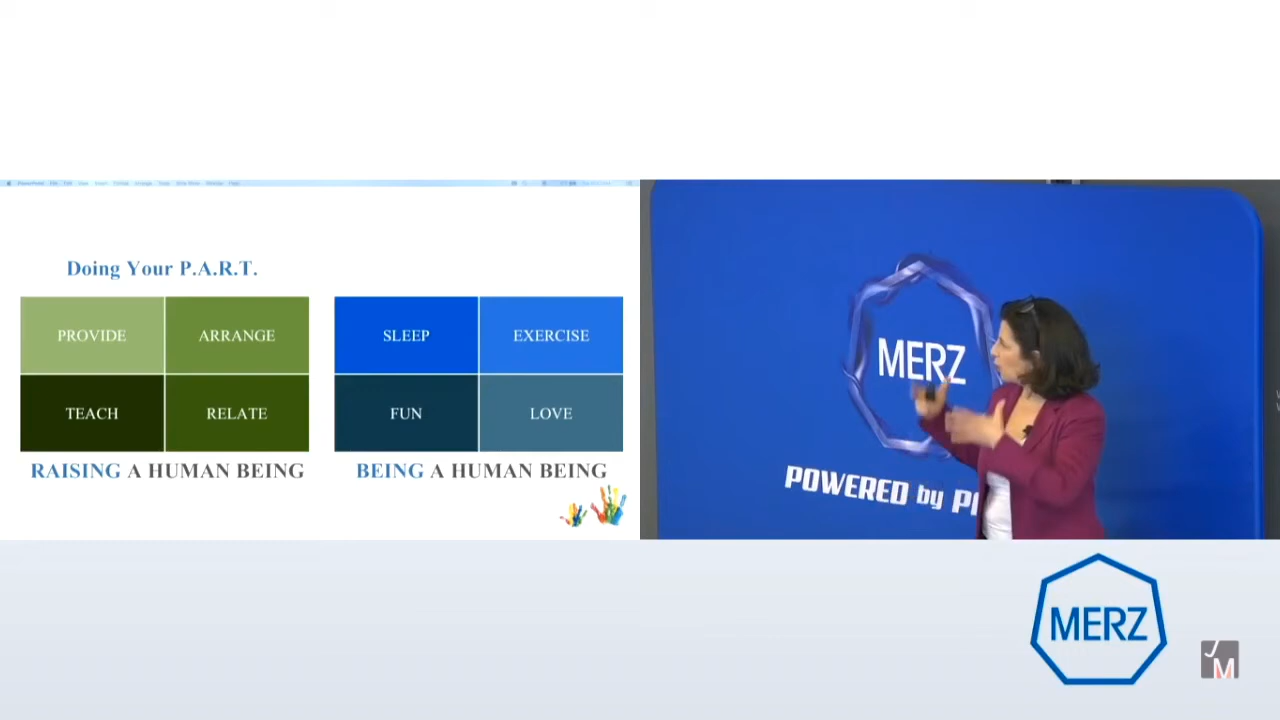 Doing Your P.A.R.T.
PROVIDE
ARRANGE
TEACH
RELATE
RAISING A HUMAN BEING
SLEEP
EXERCISE
FUN
LOVE
BEING A HUMAN BEING
MERZ
POWERED by
MERZ
JM